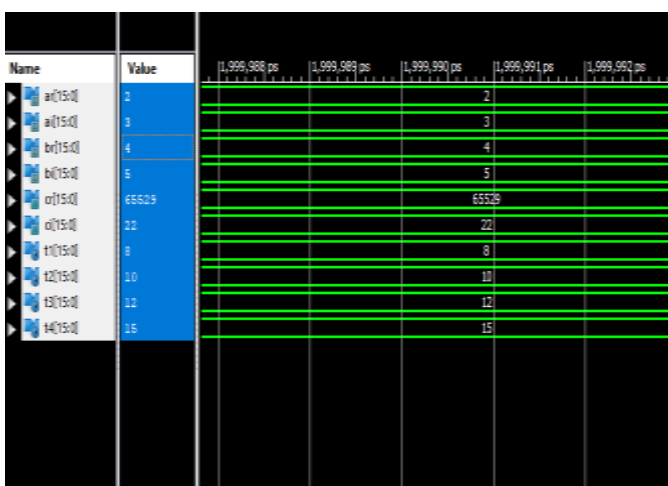 Name Value 1,999,988 ps 1,999,989 ps 1,999,990 ps 1,999,991 ps 1,999,992 ps
ar[15:0] 2 2
ai[15:0] 3 3
br[15:0] 4 4
bi[15:0] 5 5
cr[15:0] 65529 65529
ci[15:0] 22 22
t1[15:0] 8 8
t2[15:0] 10 10
t3[15:0] 12 12
t4[15:0] 15 15